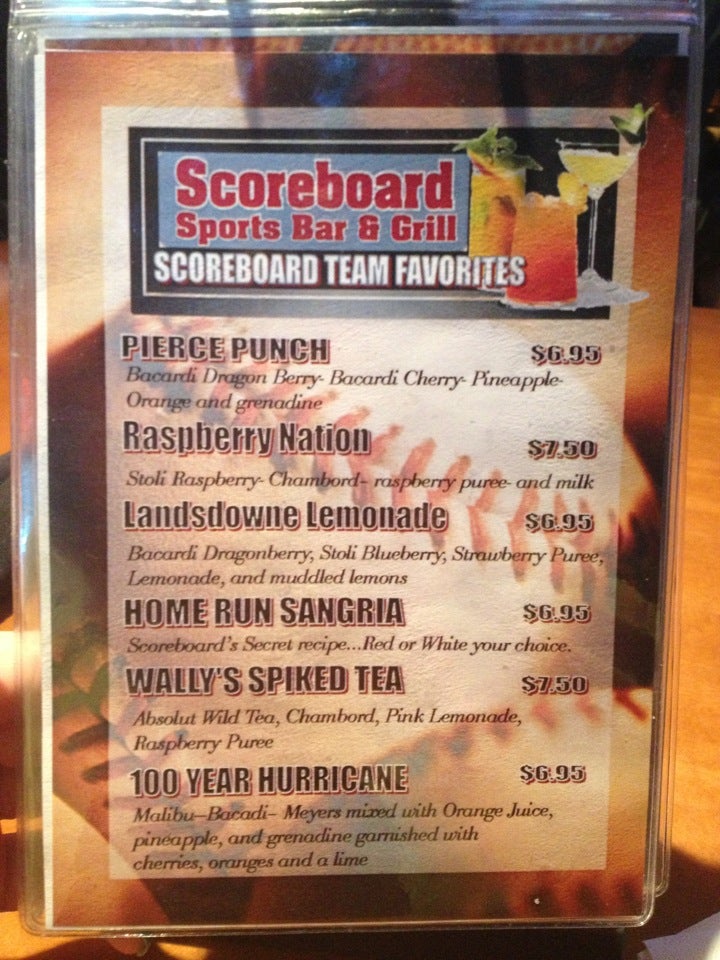 Scoreboard
Sports Bar & Grill
SCOREBOARD TEAM FAVORITES
PIERCE PUNCH $6.95
Bacardi Dragon Berry- Bacardi Cherry- Pineapple-
Orange and grenadine
Raspberry Nation $7.50
Stoli Raspberry- Chambord- raspberry puree- and milk
Landsdowne Lemonade $6.95
Bacardi Dragonberry, Stoli Blueberry, Strawberry Puree,
Lemonade, and muddled lemons
HOME RUN SANGRIA $6.95
Scoreboard's Secret recipe...Red or White your choice.
WALLY'S SPIKED TEA $7.50
Absolut Wild Tea, Chambord, Pink Lemonade,
Raspberry Puree
100 YEAR HURRICANE $6.95
Malibu—Bacadi- Meyers mixed with Orange Juice,
pineapple, and grenadine garnished with
cherries, oranges and a lime